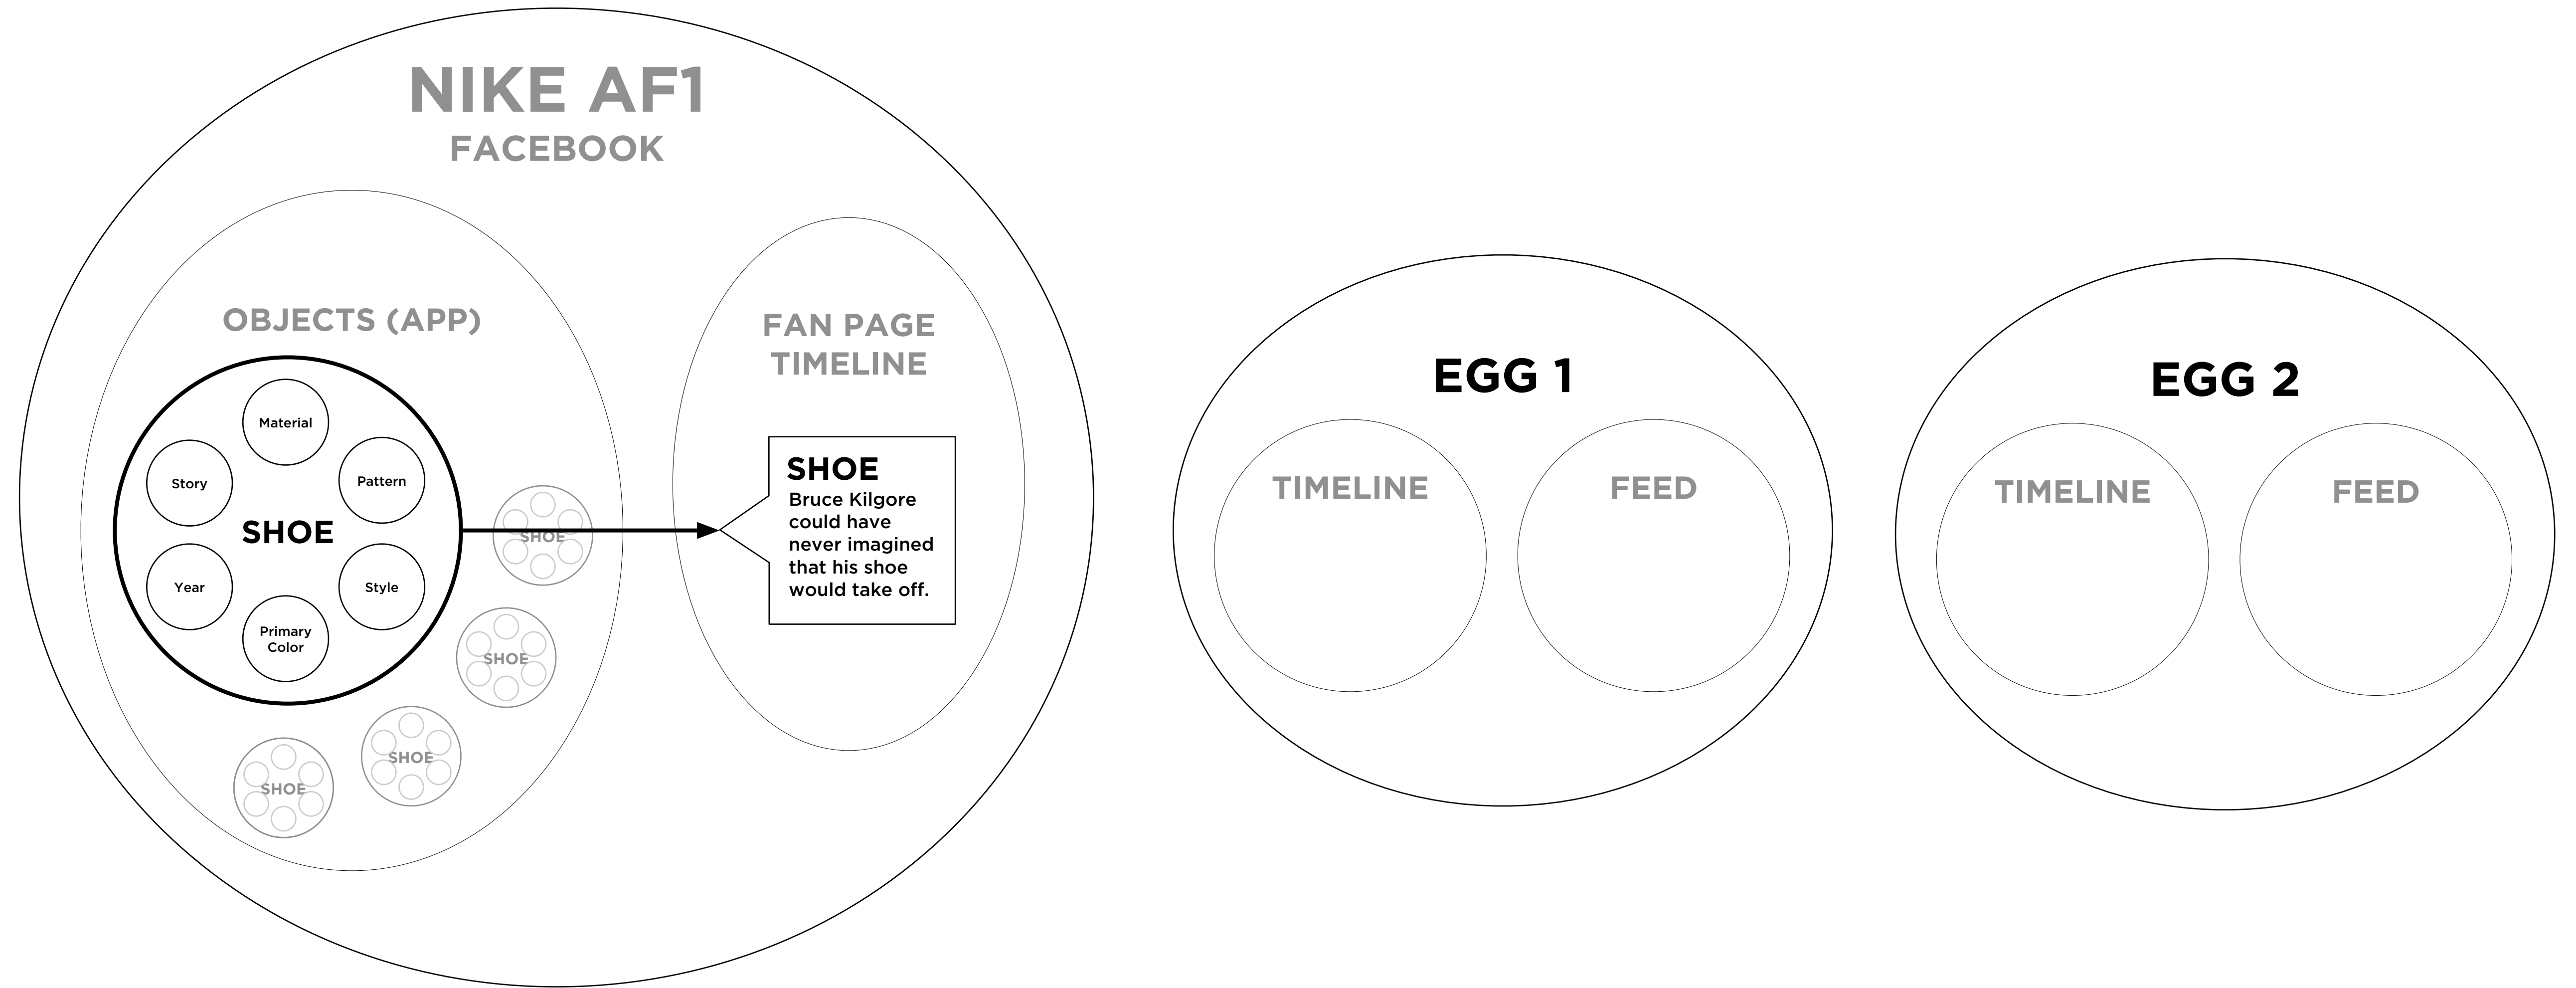 NIKE AF1
FACEBOOK
OBJECTS (APP)
Material
Story
Pattern
SHOE
Year
Style
Primary
Color
SHOE
SHOE
SHOE
SHOE
FAN PAGE
TIMELINE
SHOE
Bruce Kilgore
could have
never imagined
that his shoe
would take off.
EGG 1
TIMELINE
FEED
EGG 2
TIMELINE
FEED